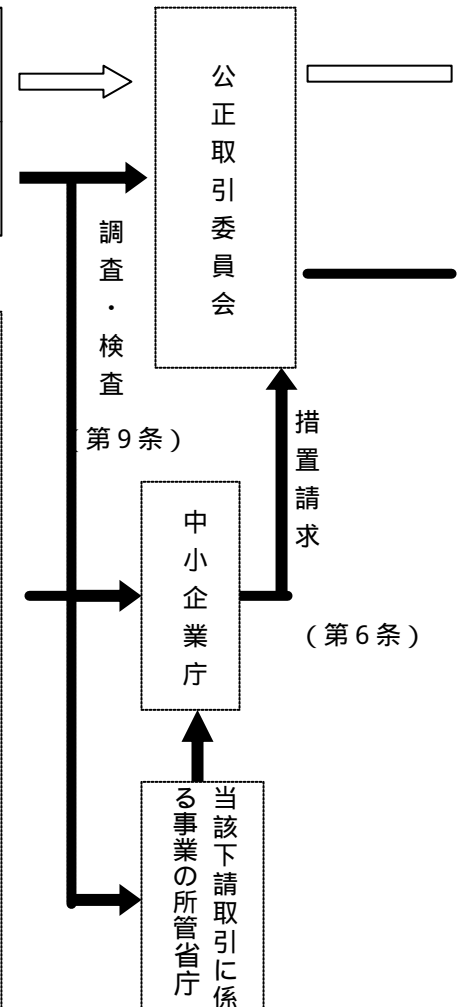 公正取引委員会
調査・検査
(第9条)
措置請求
中小企業庁
(第6条)
当該下請取引に係
る事業の所管省庁